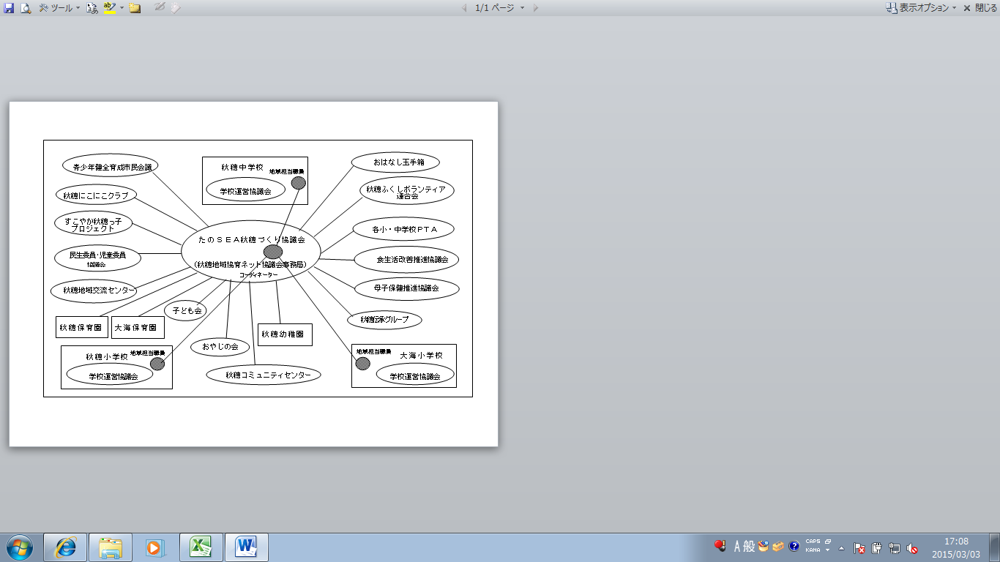 ツール
1/1 ページ
表示オプション
閉じる
青少年健全育成市民会議
秋穂中学校
地域担当職員
学校運営協議会
おはなし玉手箱
秋穂にこにこクラブ
秋穂ふくしボランティア
連合会
すこやか秋穂っ子
プロジェクト
各小・中学校PTA
たのSEA秋穂づくり協議会
(秋穂地域協育ネット協議会事務局)
コーディネーター
民生委員・児童委員
協議会
食生活改善推進協議会
秋穂地域交流センター
母子保健推進協議会
子ども会
秋穂伝承グループ
秋穂保育園
大海保育園
秋穂幼稚園
おやじの会
秋穂小学校
地域担当職員
学校運営協議会
秋穂コミュニティセンター
地域担当職員
大海小学校
学校運営協議会
A 般
CAPS
KANA
17:08
2015/03/03